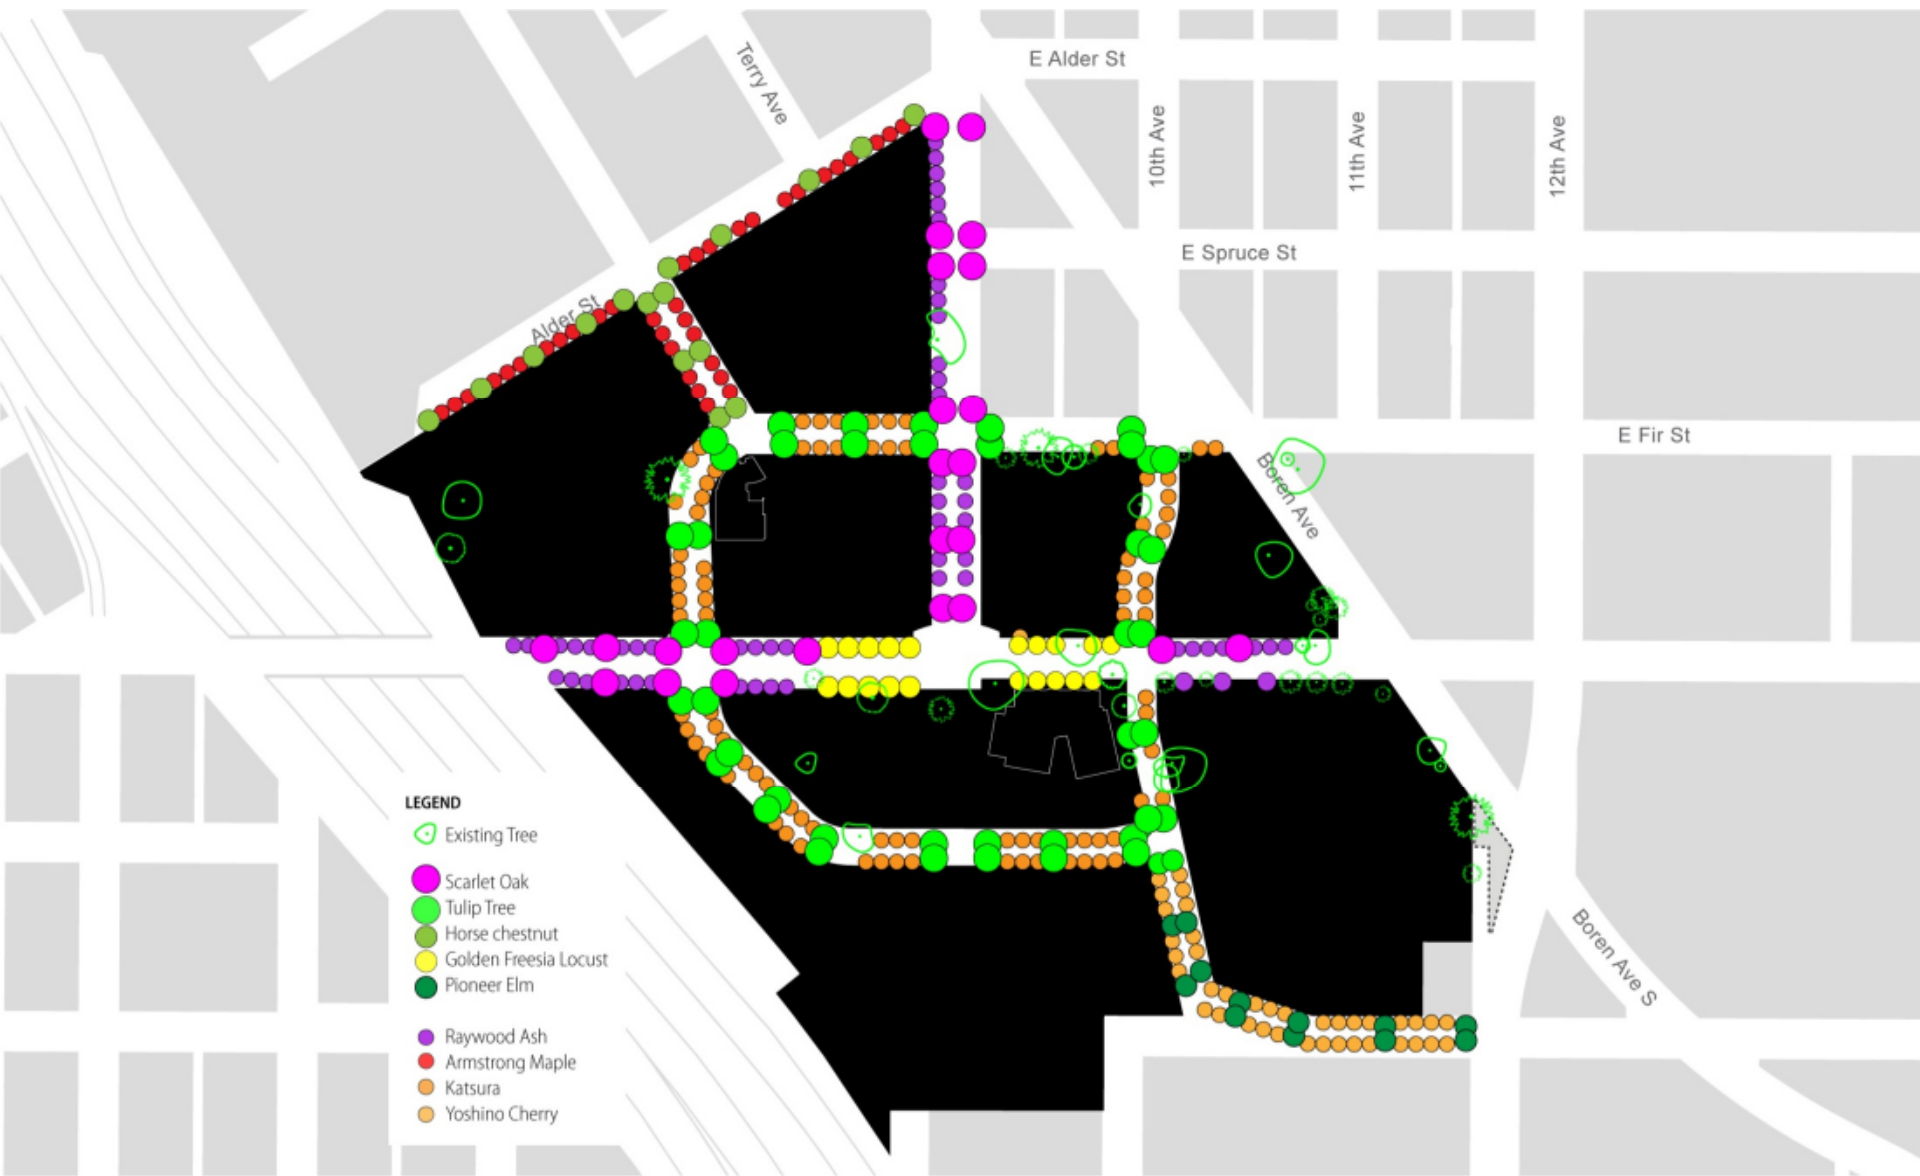 Terry Ave
E Alder St
10th Ave
11th Ave
12th Ave
E Spruce St
Alder St
E Fir St
Boren Ave
Boren Ave S
LEGEND
Existing Tree
Scarlet Oak
Tulip Tree
Horse chestnut
Golden Freesia Locust
Pioneer Elm
Raywood Ash
Armstrong Maple
Katsura
Yoshino Cherry